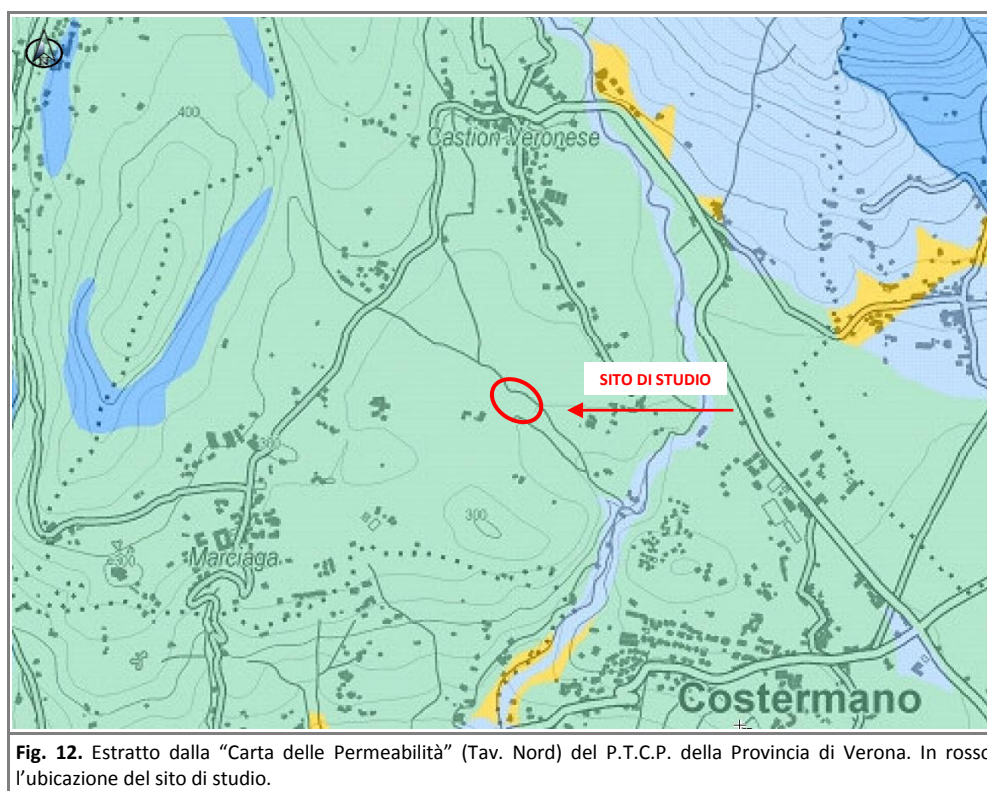 400
Castion Veronese
SITO DI STUDIO
300
300
300
Marciaga
Costermano
Fig. 12. Estratto dalla “Carta delle Permeabilità” (Tav. Nord) del P.T.C.P. della Provincia di Verona. In rosso
l’ubicazione del sito di studio.